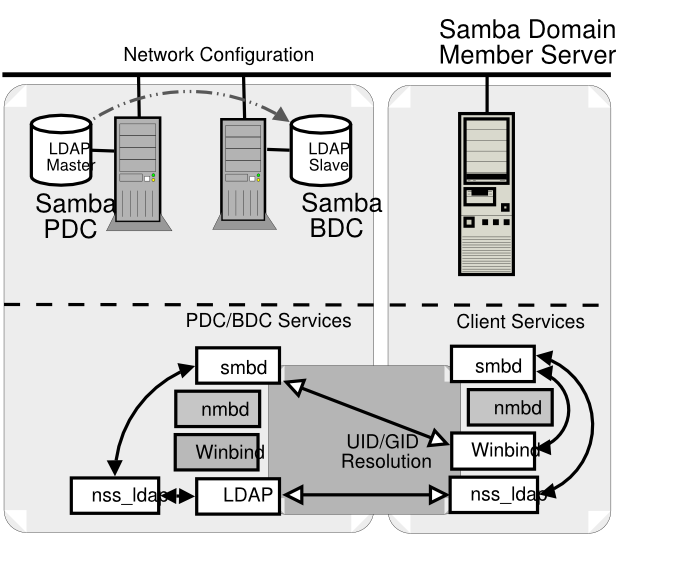 Samba Domain
Member Server
Network Configuration
LDAP
Master
LDAP
Slave
Samba
PDC
Samba
BDC
PDC/BDC Services
Client Services
smbd
nmbd
Winbind
nss_ldap
LDAP
UID/GID
Resolution
smbd
nmbd
Winbind
nss_ldap